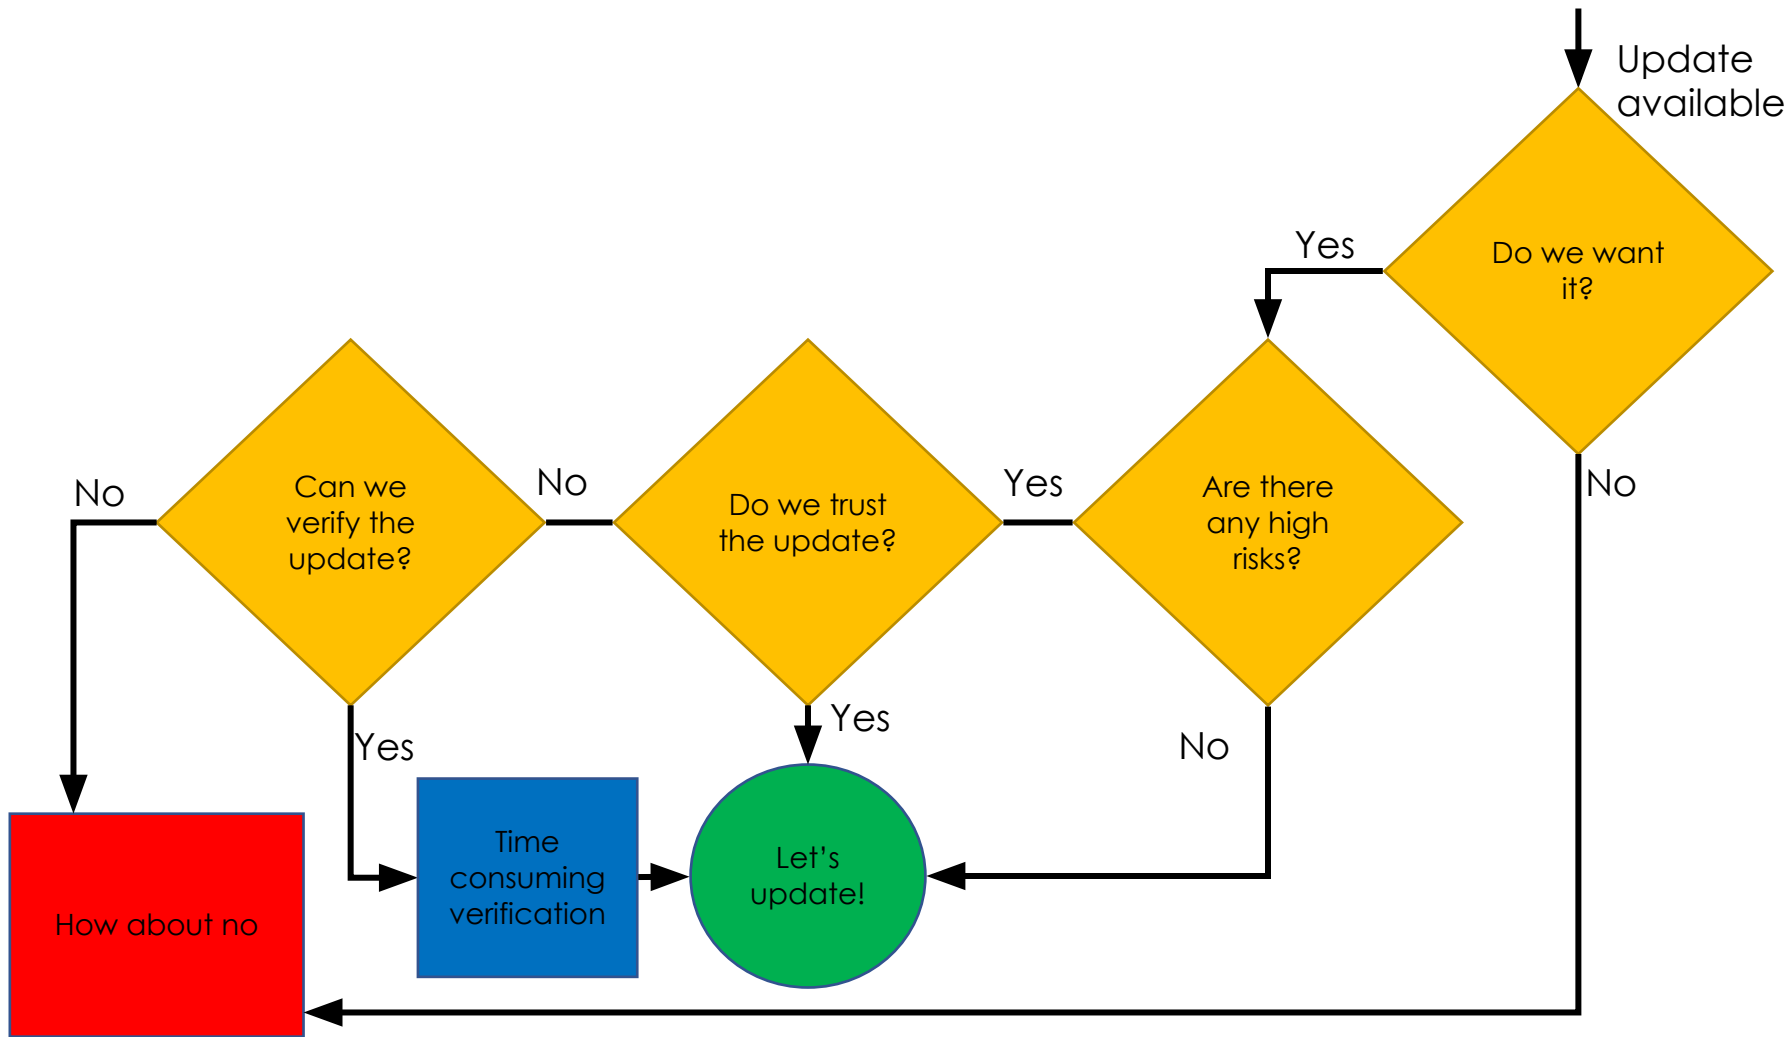 Update
available
Do we want
it?
Yes
No
Are there
any high
risks?
Yes
No
Do we trust
the update?
No
Yes
Can we
verify the
update?
No
Yes
Time
consuming
verification
Let's
update!
How about no